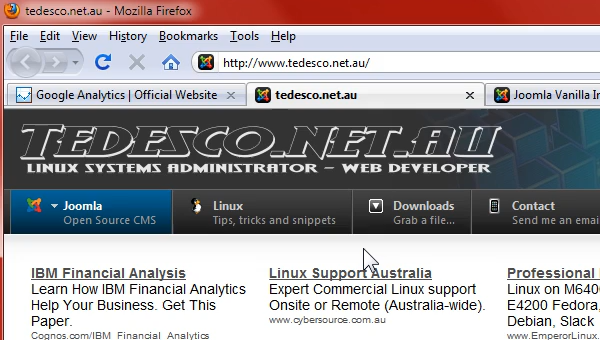 tedesco.net.au - Mozilla Firefox
File Edit View History Bookmarks Tools Help
http://www.tedesco.net.au/
Google Analytics | Official Website tedesco.net.au Joomla Vanilla In
TEDESCO.NET.AU
LINUX SYSTEMS ADMINISTRATOR – WEB DEVELOPER
Joomla Linux Downloads Contact
Open Source CMS Tips, tricks and snippets Grab a file... Send me an emai
IBM Financial Analysis Linux Support Australia Professional
Learn How IBM Financial Analytics Expert Commercial Linux support Linux on M640
Help Your Business. Get This Onsite or Remote (Australia-wide). E4200 Fedora,
Paper. www.cybersource.com.au Debian, Slack
Cognos.com/IBM_Financial_Analytics www.EmperorLinux.